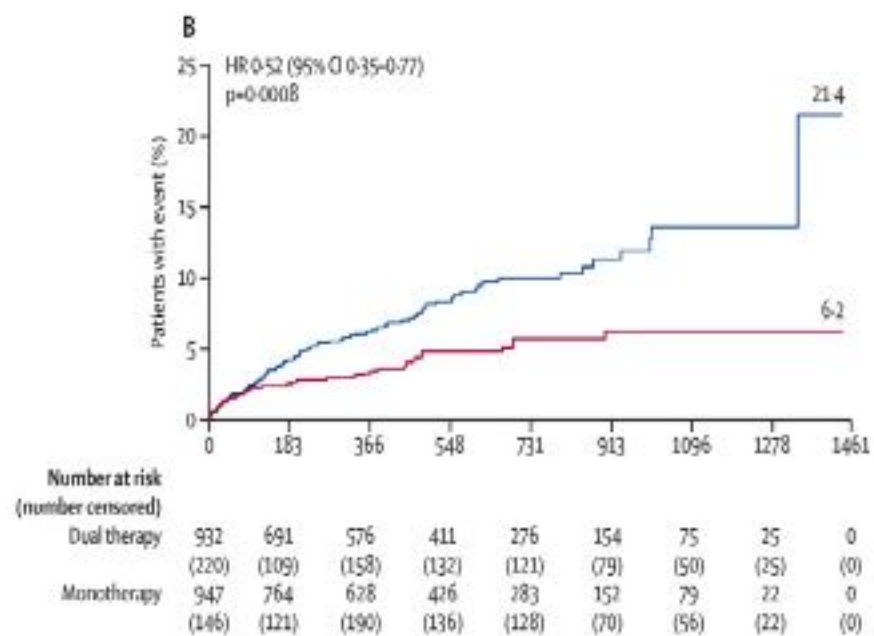 B
HR 0·52 (95% CI 0·35–0·77)
p=0·0008
25
20
15
10
5
0
Patients with event (%)
21·4
6·2
0 183 366 548 731 913 1096 1278 1461
Number at risk
(number censored)
Dual therapy 932 691 576 411 276 154 75 25 0
(220) (109) (158) (132) (121) (79) (50) (25) (0)
Monotherapy 947 764 628 426 283 152 79 22 0
(146) (121) (190) (136) (128) (70) (56) (22) (0)